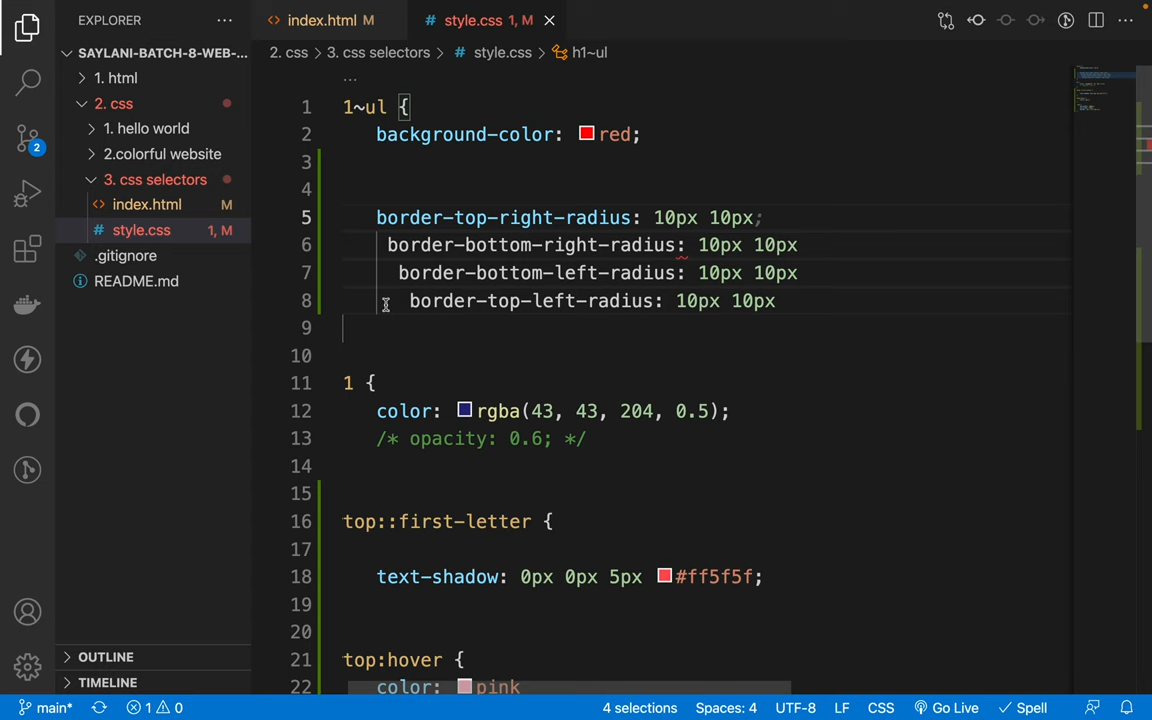 EXPLORER ...
index.html M
style.css 1, M
SAYLANI-BATCH-8-WEB-...
1. html
2. css
1. hello world
2.colorful website
3. css selectors
index.html M
style.css 1, M
.gitignore
README.md
OUTLINE
TIMELINE
2. css > 3. css selectors > # style.css > h1~ul
...
1 1~ul {
2 background-color: red;
3
4
5 border-top-right-radius: 10px 10px;
6 border-bottom-right-radius: 10px 10px
7 border-bottom-left-radius: 10px 10px
8 border-top-left-radius: 10px 10px
9
10
11 1 {
12 color: rgba(43, 43, 204, 0.5);
13 /* opacity: 0.6; */
14
15
16 top::first-letter {
17
18 text-shadow: 0px 0px 5px #ff5f5f;
19
20
21 top:hover {
22 color: pink
2
main* 1 0 4 selections Spaces: 4 UTF-8 LF CSS Go Live Spell